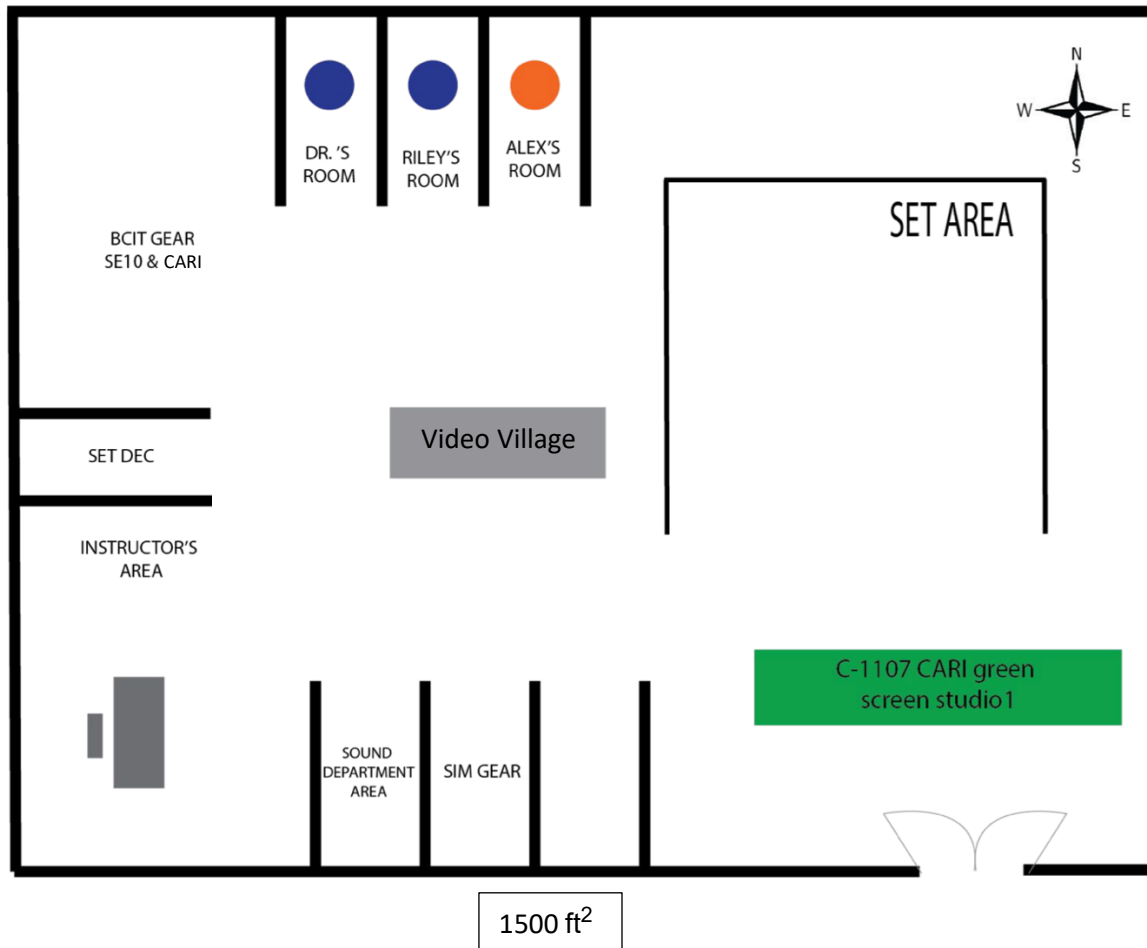 N
W
E
S
DR. 'S
ROOM
RILEY'S
ROOM
ALEX'S
ROOM
SET AREA
BCIT GEAR
SE10 & CARI
Video Village
SET DEC
INSTRUCTOR'S
AREA
C-1107 CARI green
screen studio1
SOUND
DEPARTMENT
AREA
SIM GEAR
1500 ft²